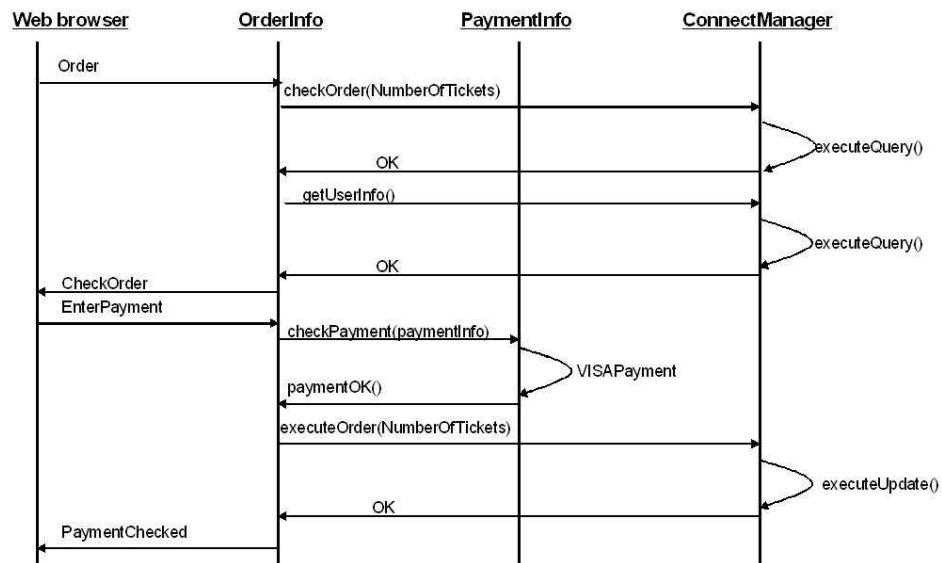 Web browser
OrderInfo
PaymentInfo
ConnectManager
Order
checkOrder(NumberOfTickets)
executeQuery()
OK
getUserInfo()
executeQuery()
OK
CheckOrder
EnterPayment
checkPayment(paymentInfo)
VISAPayment
paymentOK()
executeOrder(NumberOfTickets)
executeUpdate()
OK
PaymentChecked